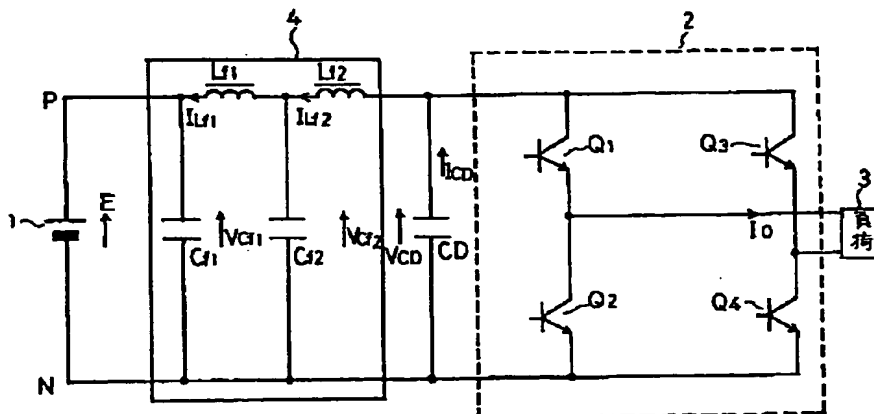 4
2
Lf1
Lf2
P
ILf1
ILf2
ICD
Q1
Q3
3
負
荷
1
E
VCf1
VCf2
VCD
Cf1
Cf2
CD
IO
Q2
Q4
N